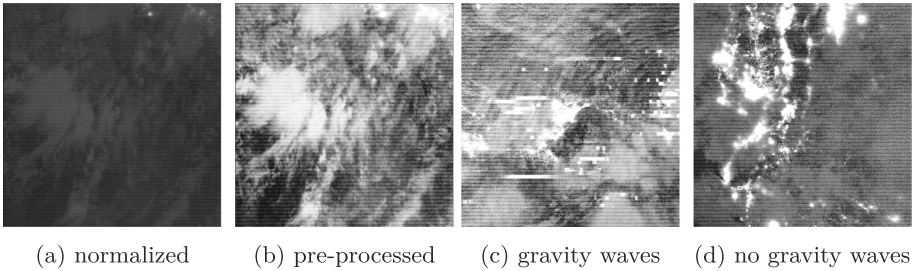 (a) normalized (b) pre-processed (c) gravity waves (d) no gravity waves